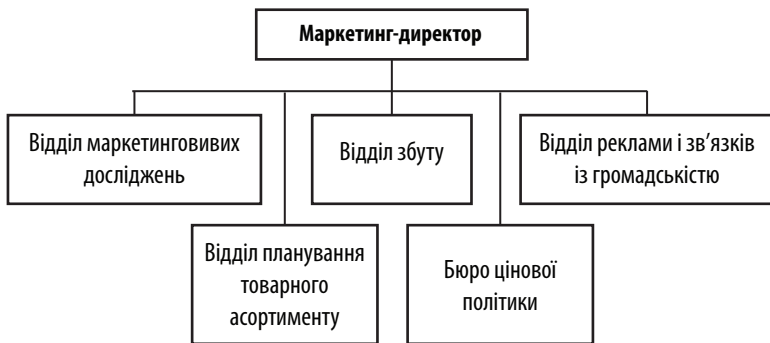 Маркетинг-директор
Відділ маркетинговивих
досліджень
Відділ збуту
Відділ реклами і зв’язків
із громадськістю
Відділ планування
товарного
асортименту
Бюро цінової
політики